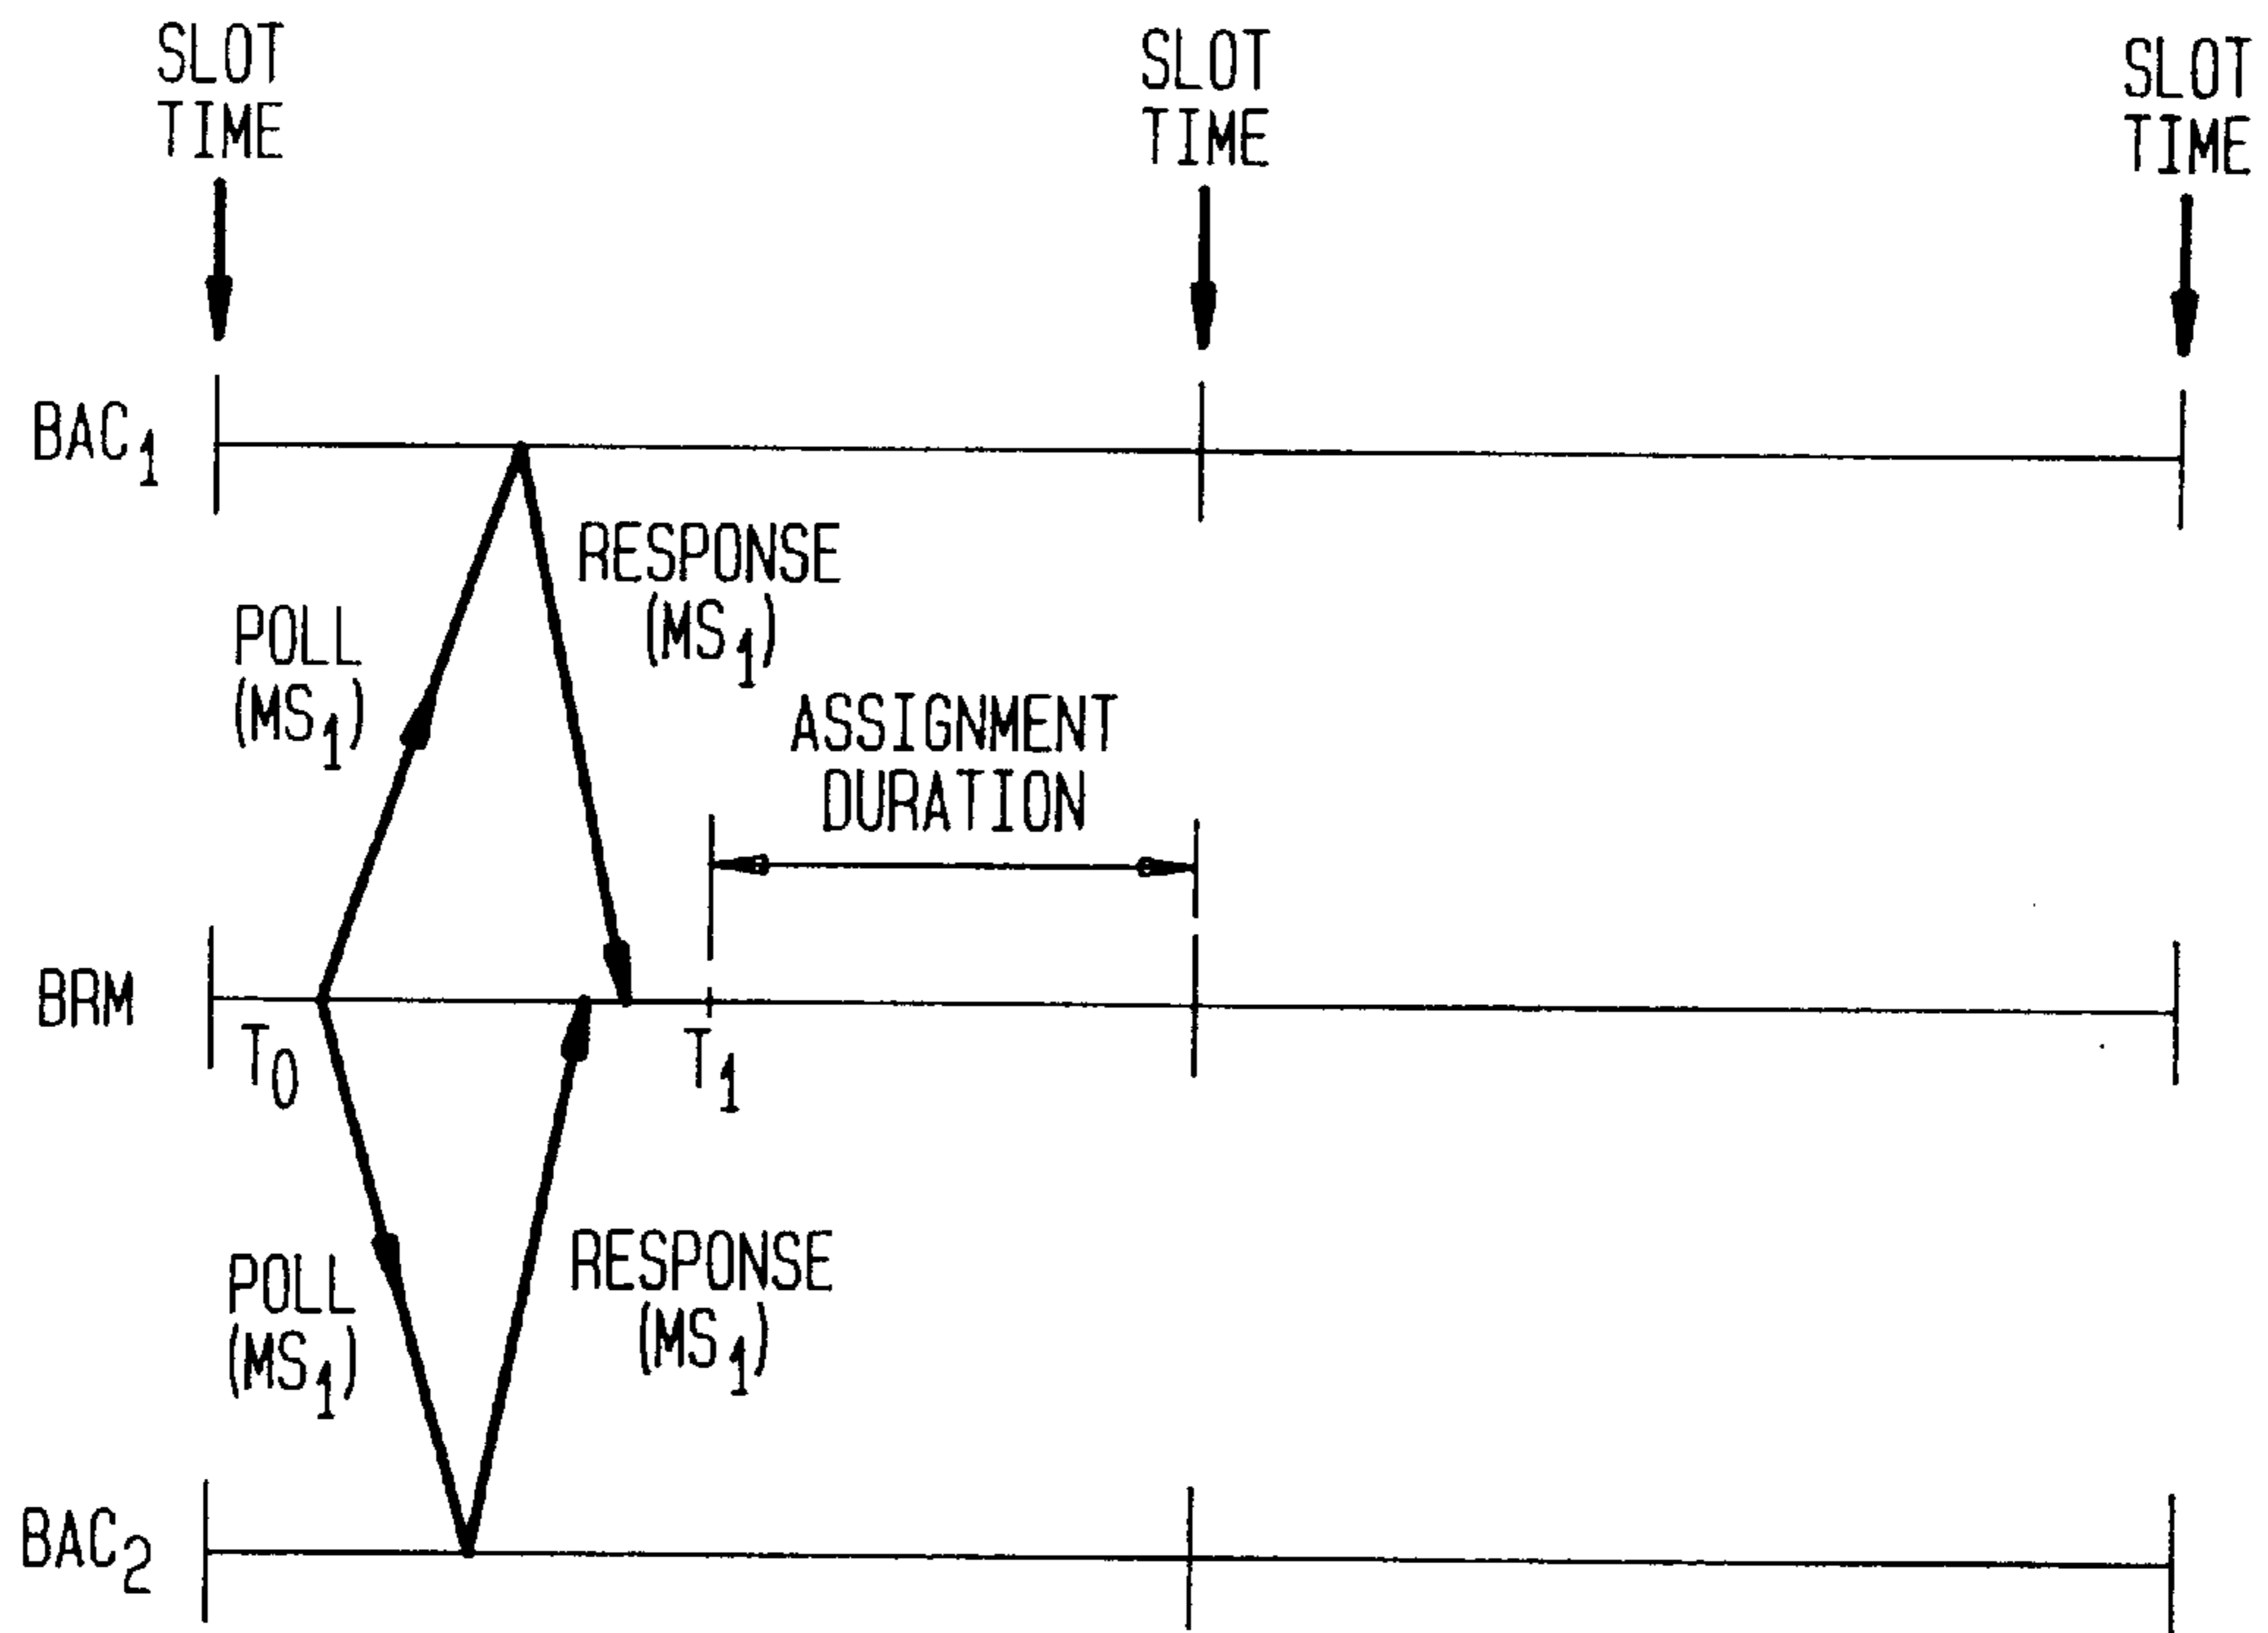 SLOT
TIME
SLOT
TIME
SLOT
TIME
BAC1
RESPONSE
(MS1)
POLL
(MS1)
ASSIGNMENT
DURATION
BRM
T0
T1
POLL
(MS1)
RESPONSE
(MS1)
BAC2